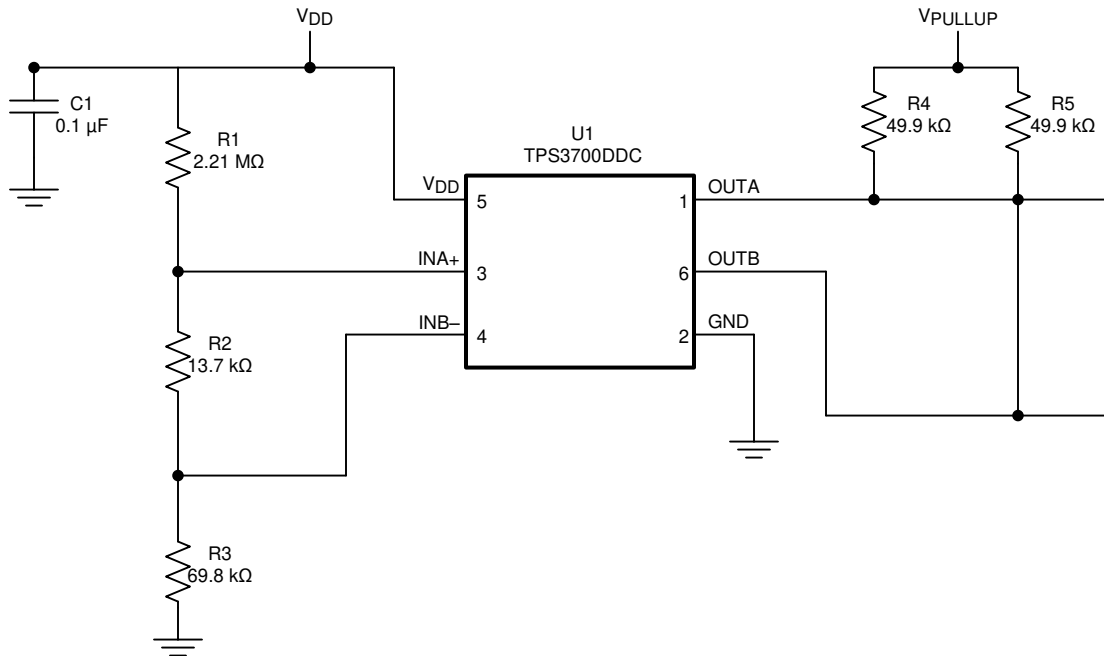 VDD
VPULLUP
C1
0.1 µF
R1
2.21 MΩ
R4
49.9 kΩ
R5
49.9 kΩ
U1
TPS3700DDC
VDD
5
1
OUTA
INA+
3
6
OUTB
INB–
4
2
GND
R2
13.7 kΩ
R3
69.8 kΩ